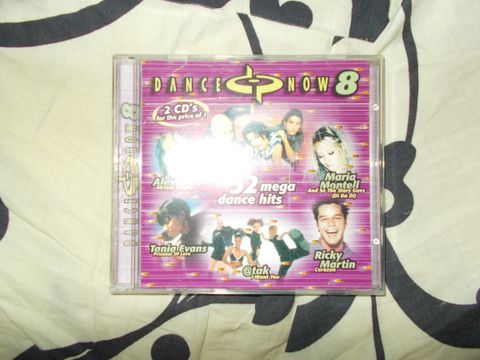 DANCE NOW 8
2 CD's
for the price of 1
DANCE NOW 8
32 mega
dance hits
Maria
Montell
And So The Story Goes
(Di Da Di)
Tania Evans
Prisoner Of Love
@tak
I Want You
Ricky
Martin
Corazon